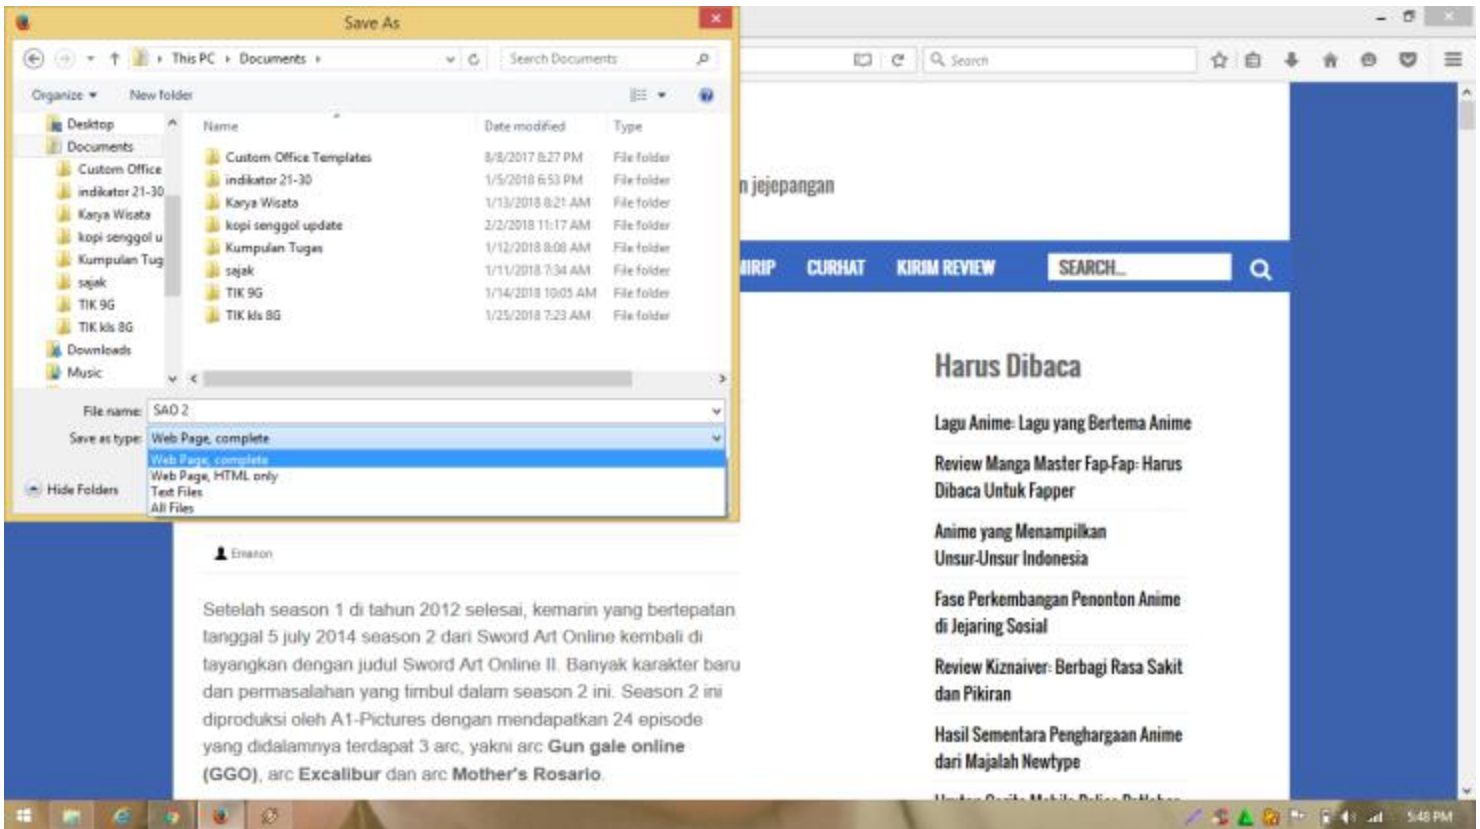 Save As
This PC Documents
Search Documents
Search
Organize New folder
Desktop
Documents
Custom Office
indikator 21-30
Karya Wisata
kopi senggol u
Kumpulan Tug
sajak
TIK 9G
TIK kls 8G
Downloads
Music
Name Date modified Type
Custom Office Templates 8/8/2017 8:27 PM File folder
indikator 21-30 1/5/2018 6:53 PM File folder
Karya Wisata 1/13/2018 8:21 AM File folder
kopi senggol update 2/2/2018 11:17 AM File folder
Kumpulan Tugas 1/12/2018 8:08 AM File folder
sajak 1/11/2018 7:34 AM File folder
TIK 9G 1/14/2018 10:05 AM File folder
TIK kls 8G 1/25/2018 7:23 AM File folder
File name: SAO 2
Save as type: Web Page, complete
Web Page, complete
Web Page, HTML only
Text Files
All Files
Hide Folders
n jejepangan
MIRIP CURHAT KIRIM REVIEW SEARCH...
Emanon
Setelah season 1 di tahun 2012 selesai, kemarin yang bertepatan
tanggal 5 july 2014 season 2 dari Sword Art Online kembali di
tayangkan dengan judul Sword Art Online II. Banyak karakter baru
dan permasalahan yang timbul dalam season 2 ini. Season 2 ini
diproduksi oleh A1-Pictures dengan mendapatkan 24 episode
yang didalamnya terdapat 3 arc, yakni arc Gun gale online
(GGO), arc Excalibur dan arc Mother's Rosario.
Harus Dibaca
Lagu Anime: Lagu yang Bertema Anime
Review Manga Master Fap-Fap: Harus
Dibaca Untuk Fapper
Anime yang Menampilkan
Unsur-Unsur Indonesia
Fase Perkembangan Penonton Anime
di Jejaring Sosial
Review Kiznaiver: Berbagi Rasa Sakit
dan Pikiran
Hasil Sementara Penghargaan Anime
dari Majalah Newtype
5:48 PM